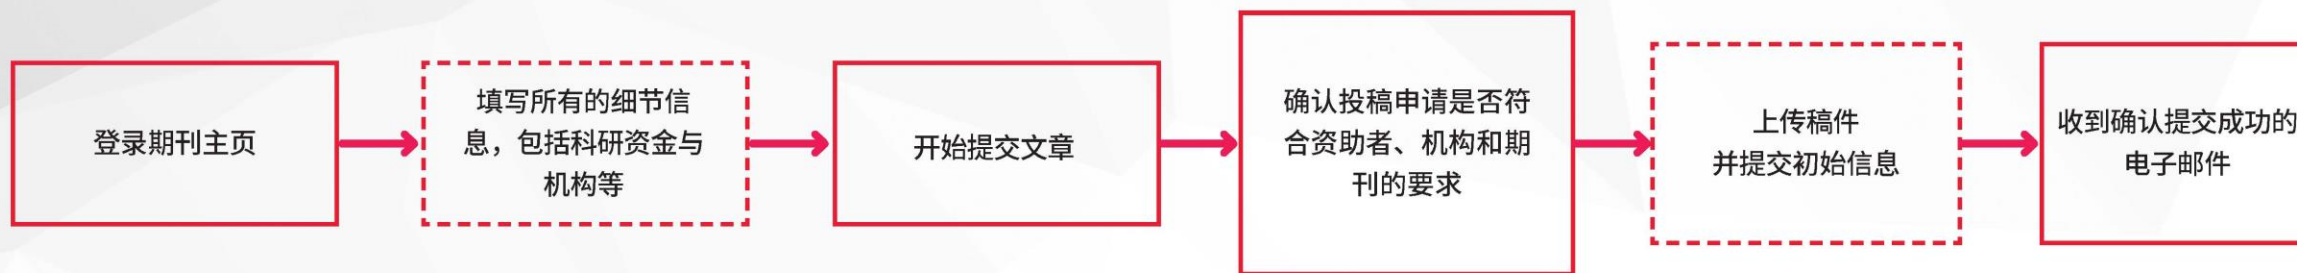 登录期刊主页
填写所有的细节信
息，包括科研资金与
机构等
开始提交文章
确认投稿申请是否符
合资助者、机构和期
刊的要求
上传稿件
并提交初始信息
收到确认提交成功的
电子邮件